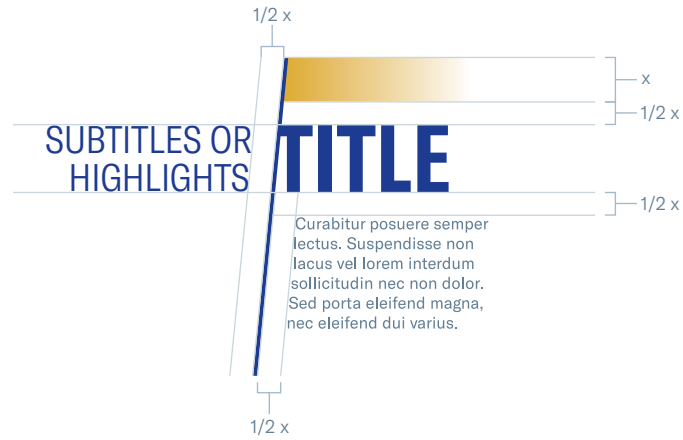 1/2 x
x
1/2 x
SUBTITLES OR
HIGHLIGHTS
TITLE
1/2 x
Curabitur posuere semper
lectus. Suspendisse non
lacus vel lorem interdum
sollicitudin nec non dolor.
Sed porta eleifend magna,
nec eleifend dui varius.
1/2 x